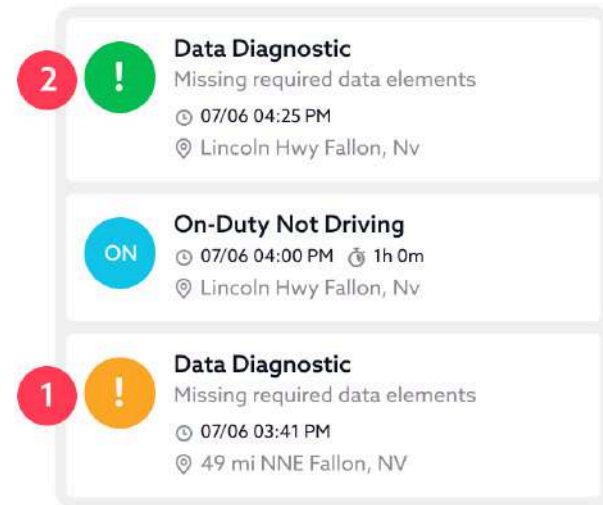 2
!
Data Diagnostic
Missing required data elements
07/06 04:25 PM
Lincoln Hwy Fallon, Nv
ON
On-Duty Not Driving
07/06 04:00 PM 1h 0m
Lincoln Hwy Fallon, Nv
1
!
Data Diagnostic
Missing required data elements
07/06 03:41 PM
49 mi NNE Fallon, NV